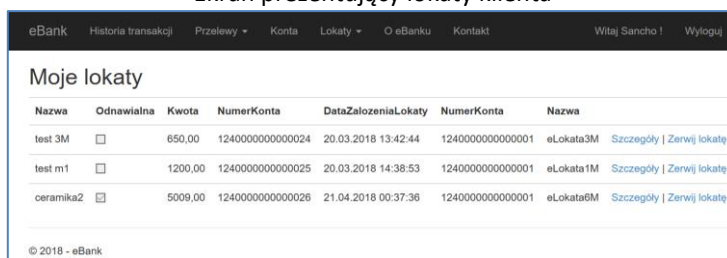 Ekran prezentujący lokaty klienta
eBank Historia transakcji Przelewy Konta Lokaty O eBanku Kontakt Witaj Sancho ! Wyloguj
Moje lokaty
Nazwa Odnawialna Kwota NumerKonta DataZalozeniaLokaty NumerKonta Nazwa
test 3M 650,00 1240000000000024 20.03.2018 13:42:44 1240000000000001 eLokata3M Szczegóły | Zerwij lokatę
test m1 1200,00 1240000000000025 20.03.2018 14:38:53 1240000000000001 eLokata1M Szczegóły | Zerwij lokatę
ceramika2 5009,00 1240000000000026 21.04.2018 00:37:36 1240000000000001 eLokata6M Szczegóły | Zerwij lokatę
© 2018 - eBank